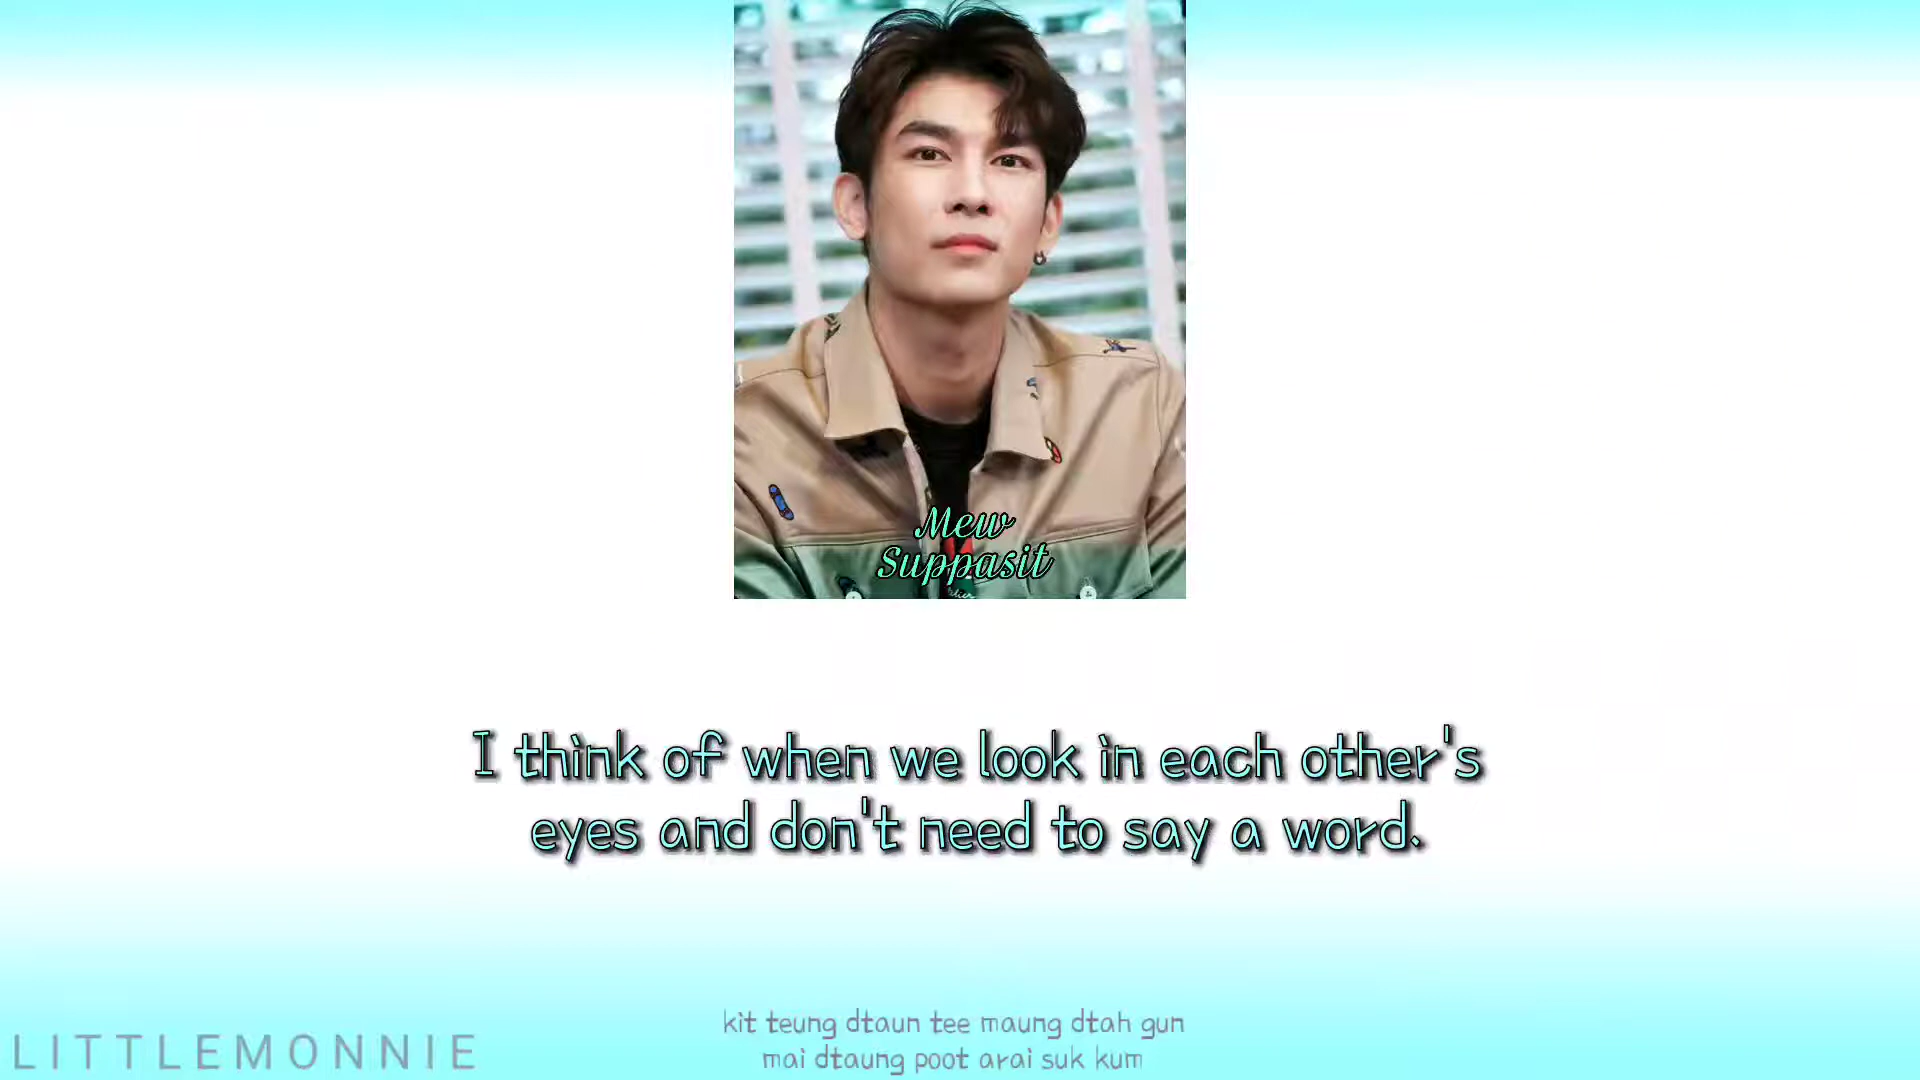 Mew
Suppasit
I think of when we look in each other's
eyes and don't need to say a word.
kit teung dtaun tee maung dtah gun
mai dtaung poot arai suk kum
LITTLEMONNIE